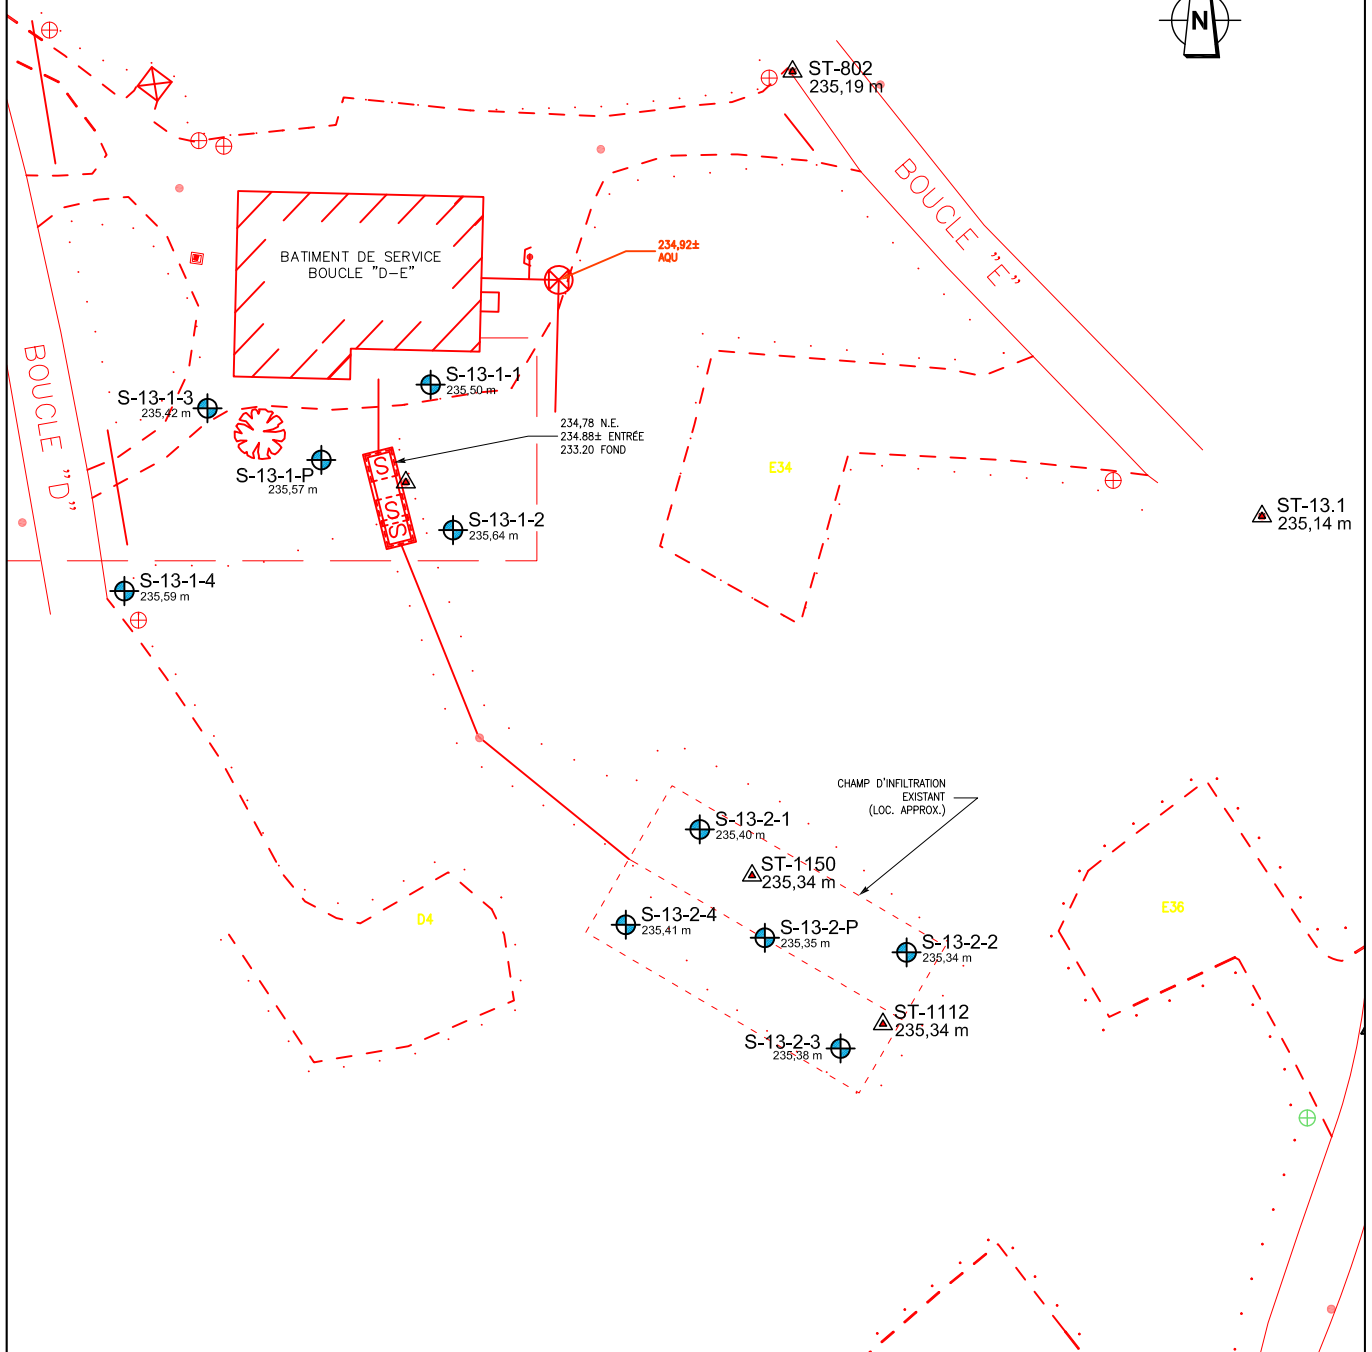 N
ST-802
235,19 m
BOUCLE "E"
BATIMENT DE SERVICE
BOUCLE "D-E"
234,92±
AQU
BOUCLE "D"
S-13-1-1
235,50 m
S-13-1-3
235,42 m
234,78 N.E.
234.88± ENTRÉE
233.20 FOND
S-13-1-P
235,57 m
S
S
S
E34
ST-13.1
235,14 m
S-13-1-2
235,64 m
S-13-1-4
235,59 m
CHAMP D'INFILTRATION
EXISTANT
(LOC. APPROX.)
S-13-2-1
235,40 m
ST-1150
235,34 m
D4
S-13-2-4
235,41 m
S-13-2-P
235,35 m
S-13-2-2
235,34 m
E36
ST-1112
235,34 m
S-13-2-3
235,38 m